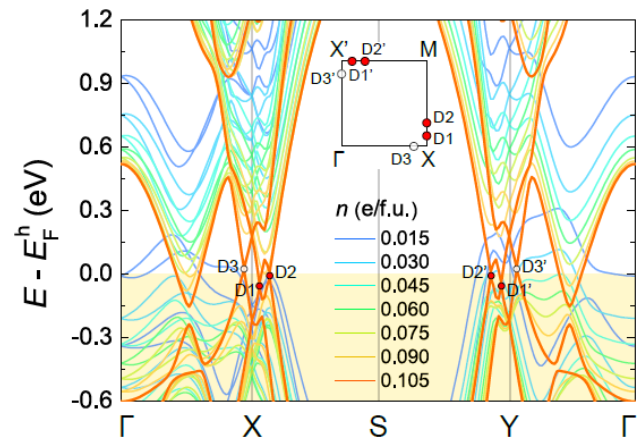 1.2
0.9
0.6
0.3
0.0
-0.3
-0.6
E - E_F^h (eV)
X' D2' M
D3' D1'
D2
D1
Γ D3 X
n (e/f.u.)
0.015
0.030
0.045
0.060
0.075
0.090
0.105
D3 D2 D2' D3'
D1 D1'
Γ X S Y Γ